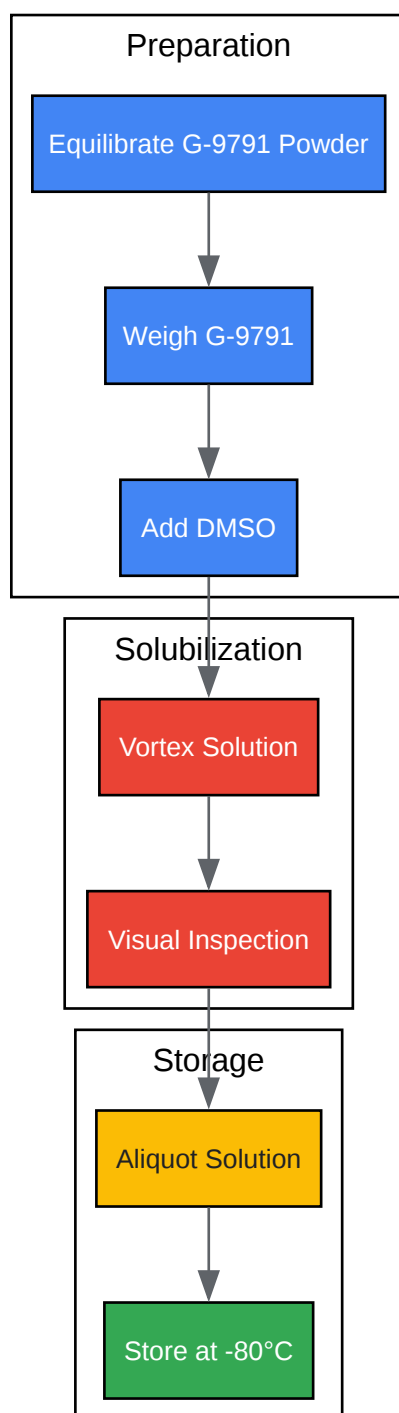 Preparation
Equilibrate G-9791 Powder
Weigh G-9791
Add DMSO
Solubilization
Vortex Solution
Visual Inspection
Storage
Aliquot Solution
Store at -80°C